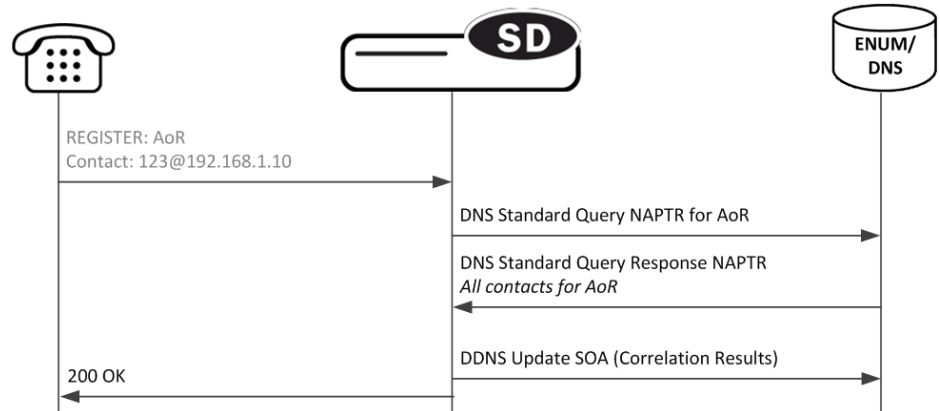 SD
ENUM/
DNS
REGISTER: AoR
Contact: 123@192.168.1.10
DNS Standard Query NAPTR for AoR
DNS Standard Query Response NAPTR
All contacts for AoR
DDNS Update SOA (Correlation Results)
200 OK